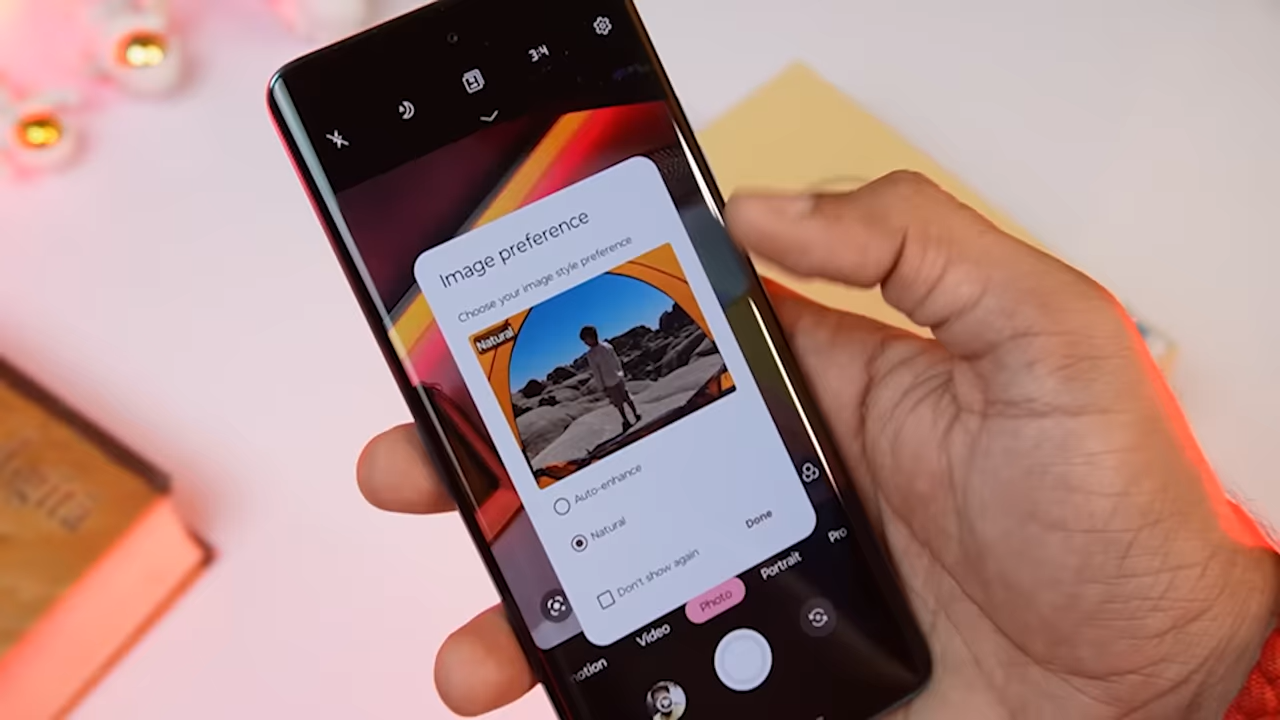 3:4
Image preference
Choose your image style preference
Natural
Auto-enhance
Natural
Don't show again
Done
otion
Video
Photo
Portrait
Pro